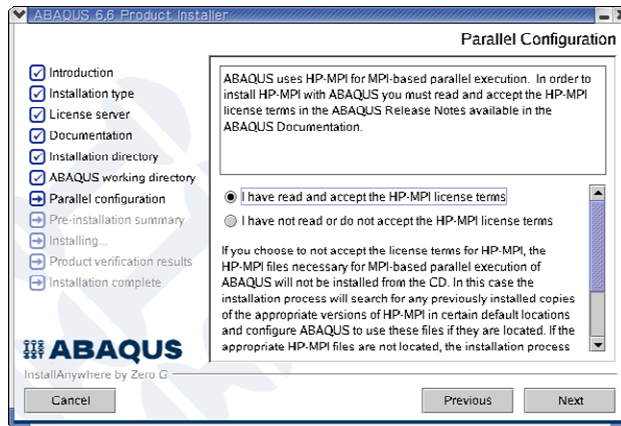 ABAQUS 6.6 Product Installer
Parallel Configuration
Introduction
Installation type
License server
Documentation
Installation directory
ABAQUS working directory
Parallel configuration
Pre-installation summary
Installing...
Product verification results
Installation complete
ABAQUS uses HP-MPI for MPI-based parallel execution. In order to
install HP-MPI with ABAQUS you must read and accept the HP-MPI
license terms in the ABAQUS Release Notes available in the
ABAQUS Documentation.
I have read and accept the HP-MPI license terms
I have not read or do not accept the HP-MPI license terms
If you choose to not accept the license terms for HP-MPI, the
HP-MPI files necessary for MPI-based parallel execution of
ABAQUS will not be installed from the CD. In this case the
installation process will search for any previously installed copies
of the appropriate versions of HP-MPI in certain default locations
and configure ABAQUS to use these files if they are located. If the
appropriate HP-MPI files are not located, the installation process
ABAQUS
InstallAnywhere by Zero G
Cancel
Previous
Next